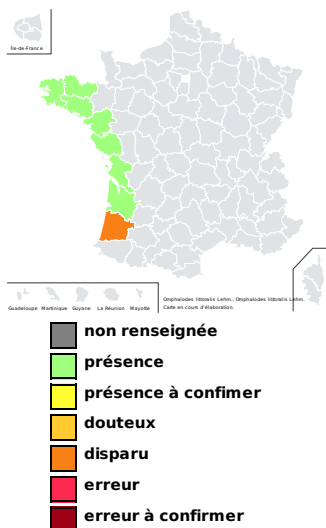 Île-de-France
Guadeloupe Martinique Guyane La Réunion Mayotte
Omphalodes littoralis Lehm., Omphalodes littoralis Lehm.
Carte en cours d'élaboration.
non renseignée
présence
présence à confimer
douteux
disparu
erreur
erreur à confirmer